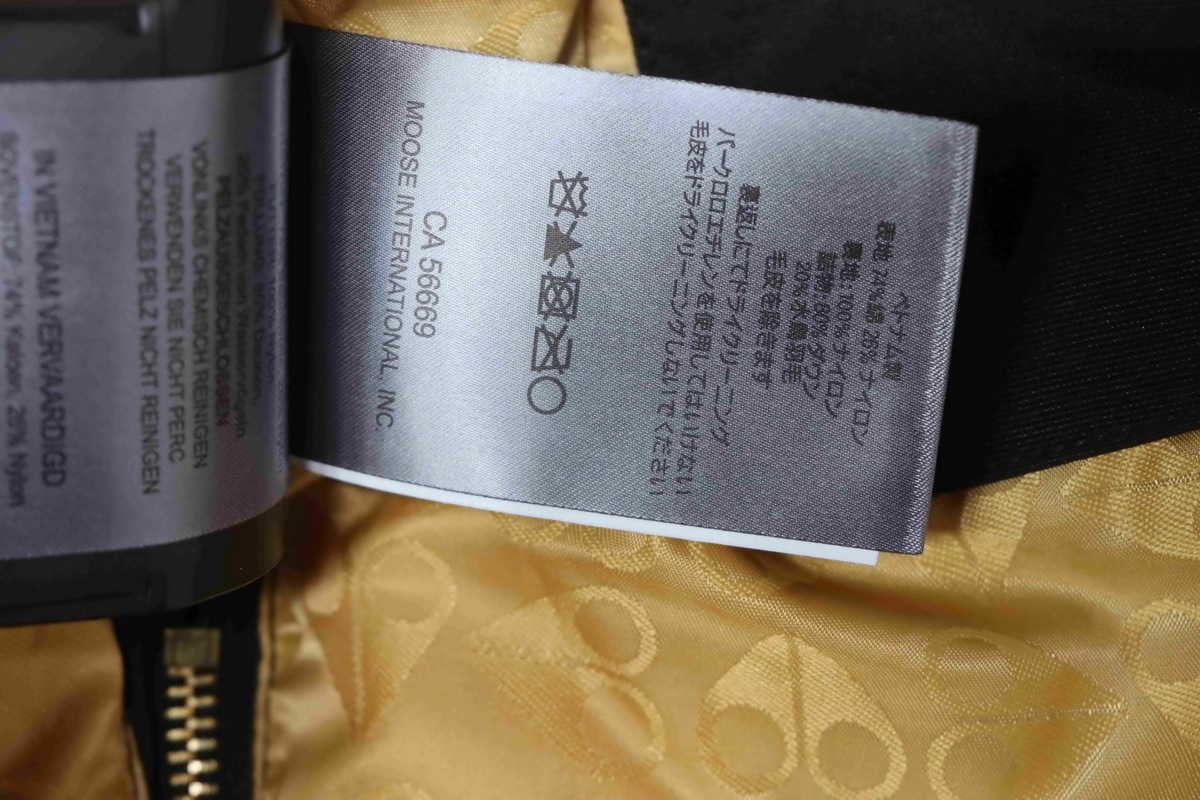 ベトナム製
表地: 74%綿 26%ナイロン
裏地: 100%ナイロン
詰物: 80%ダウン
20%水鳥羽毛
毛皮を除きます
裏返しにてドライクリーニング
パークロロエチレンを使用してはいけない
毛皮をドライクリーニングしないでください
CA 56669
MOOSE INTERNATIONAL, INC.
PELZAUSGESCHLOSSEN
VONLINKS CHEMISCH REINIGEN
VERWENDEN SIE NICHT PERC
TROCKENES PELZ NICHT REINIGEN
IN VIETNAM VERVAARDIGD
BOVENSTOF: 74% Katoen, 26% Nylon